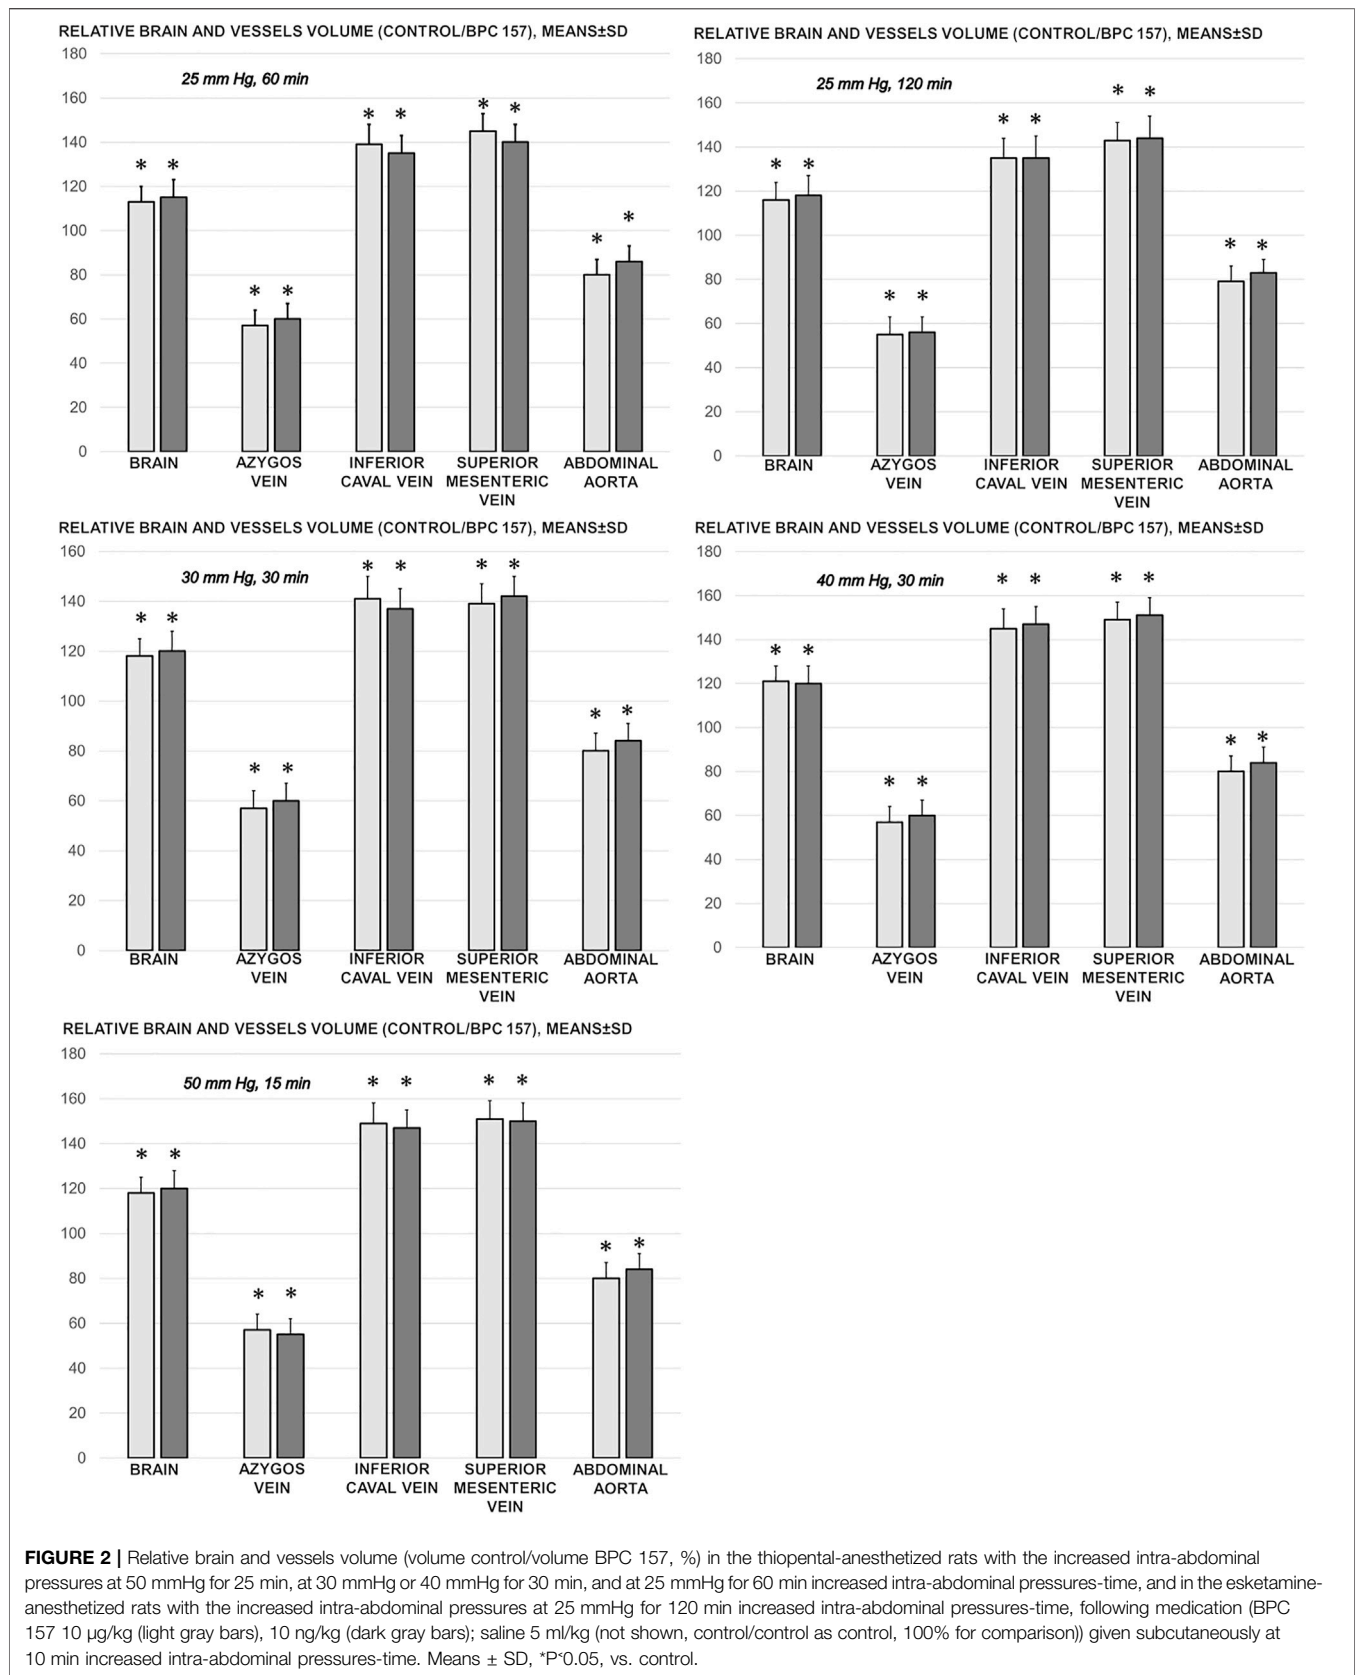 RELATIVE BRAIN AND VESSELS VOLUME (CONTROL/BPC 157), MEANS±SD
180
25 mm Hg, 60 min
160
* * * *
140
* *
120
* *
100
* *
80
60
40
20
0
BRAIN AZYGOS INFERIOR SUPERIOR ABDOMINAL
VEIN CAVAL VEIN MESENTERIC AORTA
VEIN
RELATIVE BRAIN AND VESSELS VOLUME (CONTROL/BPC 157), MEANS±SD
180
25 mm Hg, 120 min
* *
160
* *
140
* *
120
100
* *
80
* *
60
40
20
0
BRAIN AZYGOS INFERIOR SUPERIOR ABDOMINAL
VEIN CAVAL VEIN MESENTERIC AORTA
VEIN
RELATIVE BRAIN AND VESSELS VOLUME (CONTROL/BPC 157), MEANS±SD
160
30 mm Hg, 30 min
* * * *
140
* *
120
100
* *
80
* *
60
40
20
0
BRAIN AZYGOS INFERIOR SUPERIOR ABDOMINAL
VEIN CAVAL VEIN MESENTERIC AORTA
VEIN
RELATIVE BRAIN AND VESSELS VOLUME (CONTROL/BPC 157), MEANS±SD
180
40 mm Hg, 30 min
* * * *
160
140
* *
120
100
* *
80
* *
60
40
20
0
BRAIN AZYGOS INFERIOR SUPERIOR ABDOMINAL
VEIN CAVAL VEIN MESENTERIC AORTA
VEIN
RELATIVE BRAIN AND VESSELS VOLUME (CONTROL/BPC 157), MEANS±SD
180
50 mm Hg, 15 min
* * * *
160
140
* *
120
100
* *
80
* *
60
40
20
0
BRAIN AZYGOS INFERIOR SUPERIOR ABDOMINAL
VEIN CAVAL VEIN MESENTERIC AORTA
VEIN
FIGURE 2 | Relative brain and vessels volume (volume control/volume BPC 157, %) in the thiopental-anesthetized rats with the increased intra-abdominal
pressures at 50 mmHg for 25 min, at 30 mmHg or 40 mmHg for 30 min, and at 25 mmHg for 60 min increased intra-abdominal pressures-time, and in the esketamine-
anesthetized rats with the increased intra-abdominal pressures at 25 mmHg for 120 min increased intra-abdominal pressures-time, following medication (BPC
157 10 µg/kg (light gray bars), 10 ng/kg (dark gray bars); saline 5 ml/kg (not shown, control/control as control, 100% for comparison)) given subcutaneously at
10 min increased intra-abdominal pressures-time. Means ± SD, *P˂0.05, vs. control.